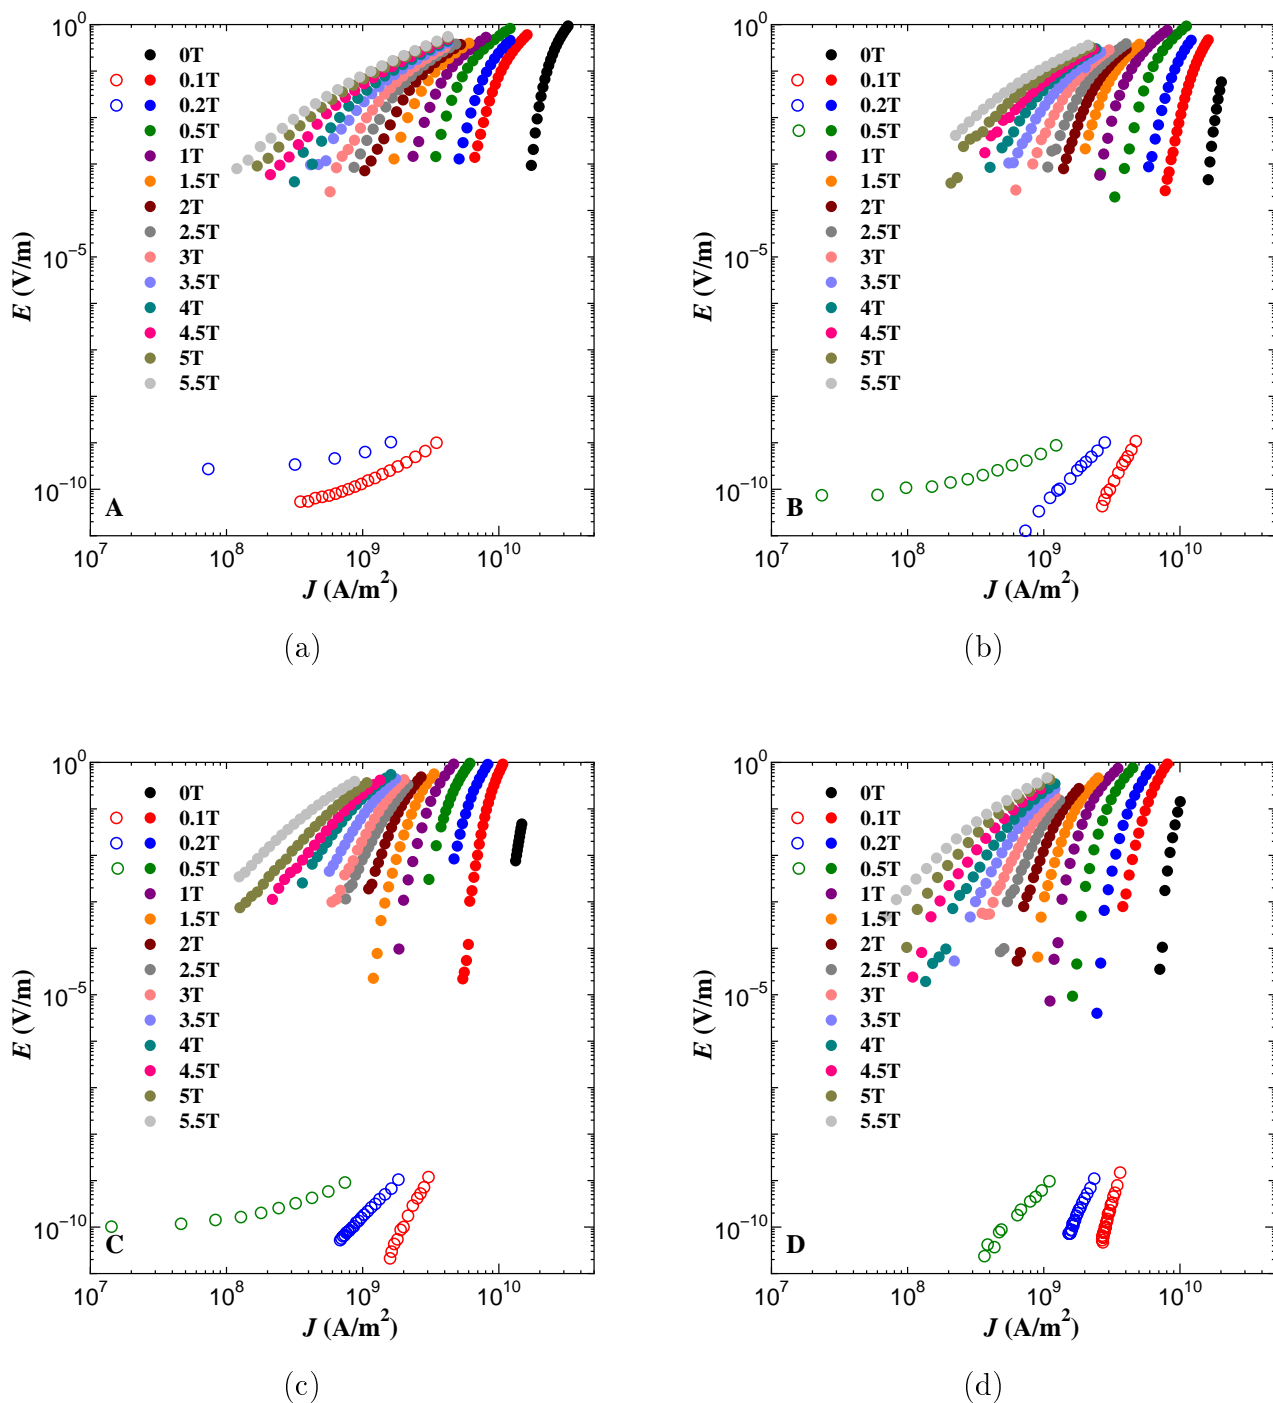 10^0
10^-5
10^-10
E (V/m)
0T
0.1T
0.2T
0.5T
1T
1.5T
2T
2.5T
3T
3.5T
4T
4.5T
5T
5.5T
A
10^7 10^8 10^9 10^10
J (A/m^2)
(a)
10^0
10^-5
10^-10
E (V/m)
0T
0.1T
0.2T
0.5T
1T
1.5T
2T
2.5T
3T
3.5T
4T
4.5T
5T
5.5T
B
10^7 10^8 10^9 10^10
J (A/m^2)
(b)
10^0
10^-5
10^-10
E (V/m)
0T
0.1T
0.2T
0.5T
1T
1.5T
2T
2.5T
3T
3.5T
4T
4.5T
5T
5.5T
C
10^7 10^8 10^9 10^10
J (A/m^2)
(c)
10^0
10^-5
10^-10
E (V/m)
0T
0.1T
0.2T
0.5T
1T
1.5T
2T
2.5T
3T
3.5T
4T
4.5T
5T
5.5T
D
10^7 10^8 10^9 10^10
J (A/m^2)
(d)